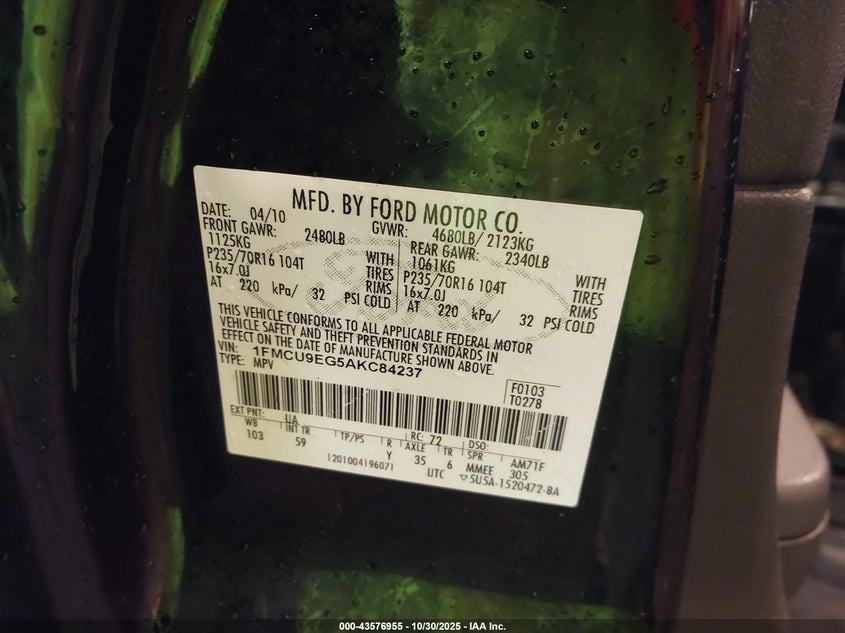 MFD. BY FORD MOTOR CO.
DATE: 04/10 GVWR: 4680LB/ 2123KG
FRONT GAWR: 2480LB REAR GAWR: 2340LB
1125KG WITH 1061KG WITH
P235/70R16 104T TIRES P235/70R16 104T TIRES
16x7.0J RIMS 16x7.0J RIMS
AT 220 kPa/ 32 PSI COLD AT 220 kPa/ 32 PSI COLD
THIS VEHICLE CONFORMS TO ALL APPLICABLE FEDERAL MOTOR
VEHICLE SAFETY AND THEFT PREVENTION STANDARDS IN
EFFECT ON THE DATE OF MANUFACTURE SHOWN ABOVE.
VIN: 1FMCU9EG5AKC84237
TYPE: MPV
F0103
T0278
EXT PNT: UA RC: 72 DSO:
WB INT TR TP/PS R AXLE TR SPR AM71F
103 59 Y 35 6 MMEE 305
1201004196071 UTC ▽5U5A-1520472-BA
Ford
000-43576955 - 10/30/2025 - IAA Inc.